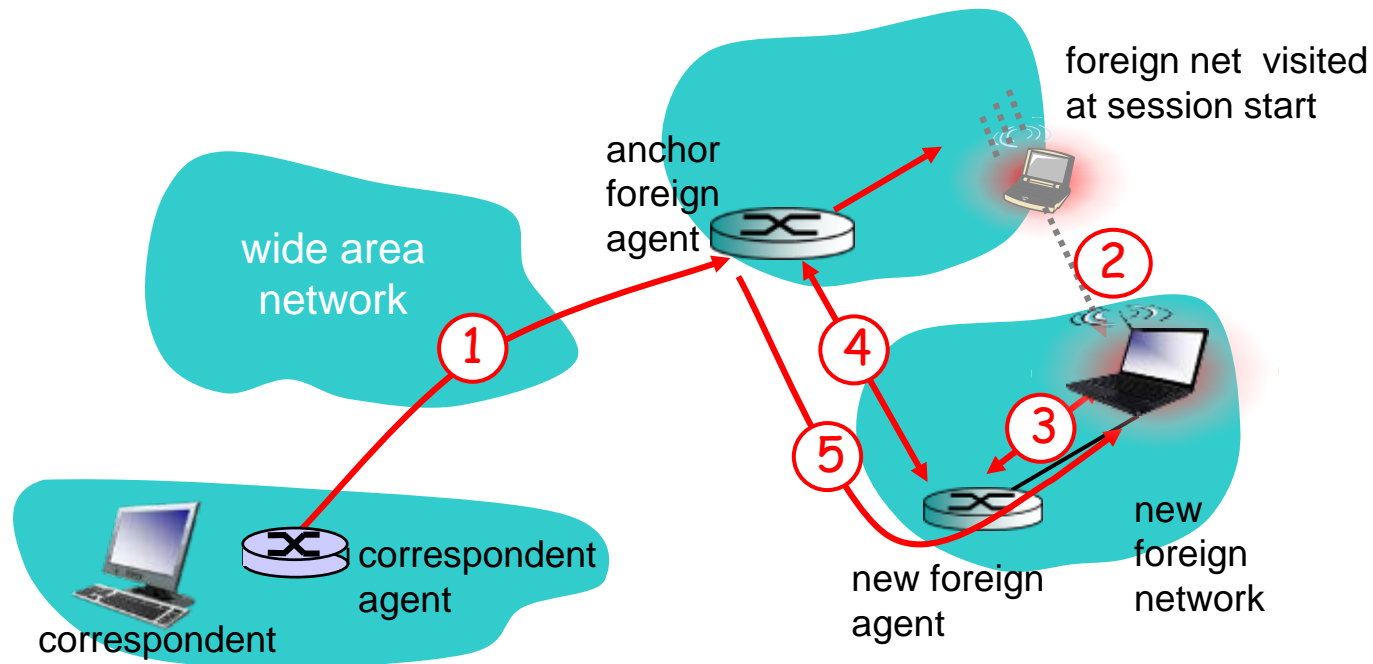 foreign net visited
at session start
anchor
foreign
agent
wide area
network
2
1
4
3
5
correspondent
agent
correspondent
new foreign
agent
new
foreign
network